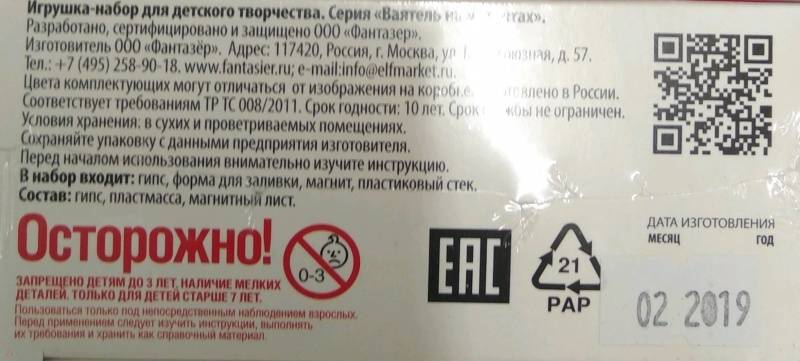 Игрушка-набор для детского творчества. Серия «Ваятель на
Разработано, сертифицировано и защищено ООО «Фантазер».
Изготовитель ООО «Фантазёр». Адрес: 117420, Россия, г. Москва, ул. д. 57.
Тел.: +7 (495) 258-90-18. www.fantasier.ru; e-mail:info@elfmarket.ru.
Цвета комплектующих могут отличаться от изображения на в России.
Соответствует требованиям ТР ТС 008/2011. Срок годности: 10 лет. Срок не ограничен.
Условия хранения: в сухих и проветриваемых помещениях.
Сохраняйте упаковку с данными предприятия изготовителя.
Перед началом использования внимательно изучите инструкцию.
В набор входит: гипс, форма для заливки, магнит, пластиковый стек.
Состав: гипс, пластмасса, магнитный лист.
Осторожно!
0-3
ЗАПРЕЩЕНО ДЕТЯМ ДО 3 ЛЕТ. НАЛИЧИЕ МЕЛКИХ
ДЕТАЛЕЙ. ТОЛЬКО ДЛЯ ДЕТЕЙ СТАРШЕ 7 ЛЕТ.
Пользоваться только под непосредственным наблюдением взрослых.
Перед применением следует изучить инструкции, выполнять
их требования и хранить как справочный материал.
EAC
21
PAP
ДАТА ИЗГОТОВЛЕНИЯ
МЕСЯЦ ГОД
02 2019